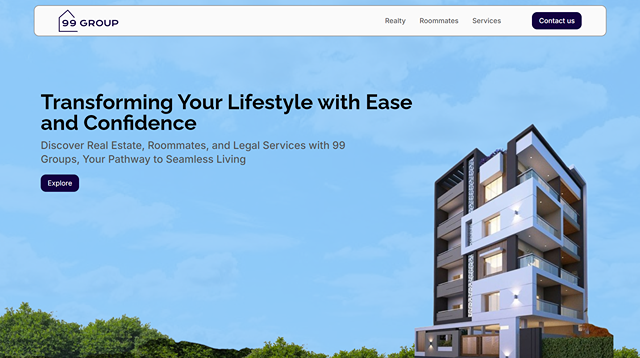 99 GROUP
Realty
Roommates
Services
Contact us
Transforming Your Lifestyle with Ease
and Confidence
Discover Real Estate, Roommates, and Legal Services with 99
Groups, Your Pathway to Seamless Living
Explore